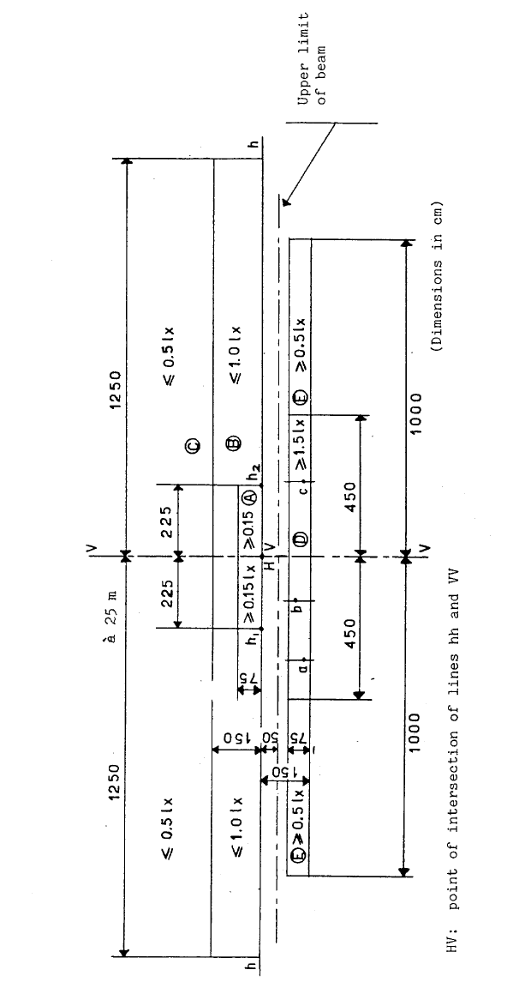 Upper limit
of beam
h
1250
1250
à 25 m
V
225
225
≤ 0.5 lx
≤ 0.5 lx
C
B
≤ 1.0 lx
≤ 1.0 lx
75
150
≥ 0.15 lx
≥ 0.15
A
h
h₁
h₂
H
V
50
150
75
E ≥ 0.5 lx
a
b
D
c
≥ 1.5 lx
E ≥ 0.5 lx
450
450
1000
1000
V
(Dimensions in cm)
HV: point of intersection of lines hh and VV